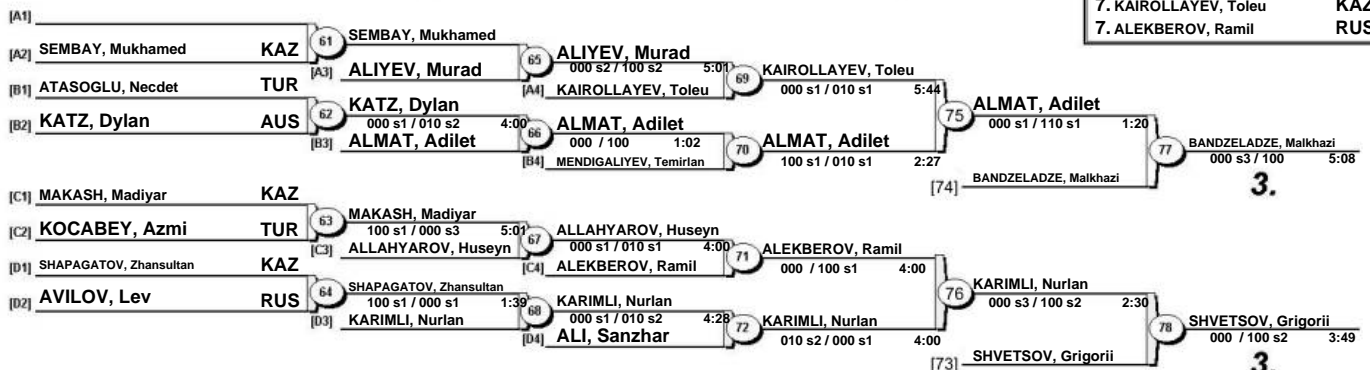 7. KAIROLLAYEV, Toleu KAZ
7. ALEKBEROV, Ramil RUS
[A1]
[A2] SEMBAY, Mukhamed KAZ
61
SEMBAY, Mukhamed
[A3] ALIYEV, Murad
65
ALIYEV, Murad
000 s2 / 100 s2 5:01
[A4] KAIROLLAYEV, Toleu
69
KAIROLLAYEV, Toleu
000 s1 / 010 s1 5:44
[B1] ATASOGLU, Necdet TUR
[B2] KATZ, Dylan AUS
62
KATZ, Dylan
000 s1 / 010 s2 4:00
[B3] ALMAT, Adilet
66
ALMAT, Adilet
000 / 100 1:02
[B4] MENDIGALIYEV, Temirlan
70
ALMAT, Adilet
100 s1 / 010 s1 2:27
75
ALMAT, Adilet
000 s1 / 110 s1 1:20
[74] BANDZELADZE, Malkhazi
77
BANDZELADZE, Malkhazi
000 s3 / 100 5:08
3.
[C1] MAKASH, Madiyar KAZ
[C2] KOCABEY, Azmi TUR
63
MAKASH, Madiyar
100 s1 / 000 s3 5:01
[C3] ALLAHYAROV, Huseyn
67
ALLAHYAROV, Huseyn
000 s1 / 010 s1 4:00
[C4] ALEKBEROV, Ramil
71
ALEKBEROV, Ramil
000 / 100 s1 4:00
[D1] SHAPAGATOV, Zhansultan KAZ
[D2] AVILOV, Lev RUS
64
SHAPAGATOV, Zhansultan
100 s1 / 000 s1 1:39
[D3] KARIMLI, Nurlan
68
KARIMLI, Nurlan
000 s1 / 010 s2 4:28
[D4] ALI, Sanzhar
72
KARIMLI, Nurlan
010 s2 / 000 s1 4:00
76
KARIMLI, Nurlan
000 s3 / 100 s2 2:30
[73] SHVETSOV, Grigorii
78
SHVETSOV, Grigorii
000 / 100 s2 3:49
3.